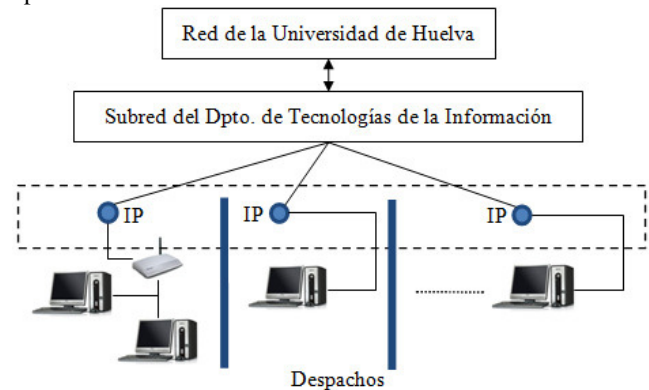 Red de la Universidad de Huelva
Subred del Dpto. de Tecnologías de la Información
IP IP IP
Despachos